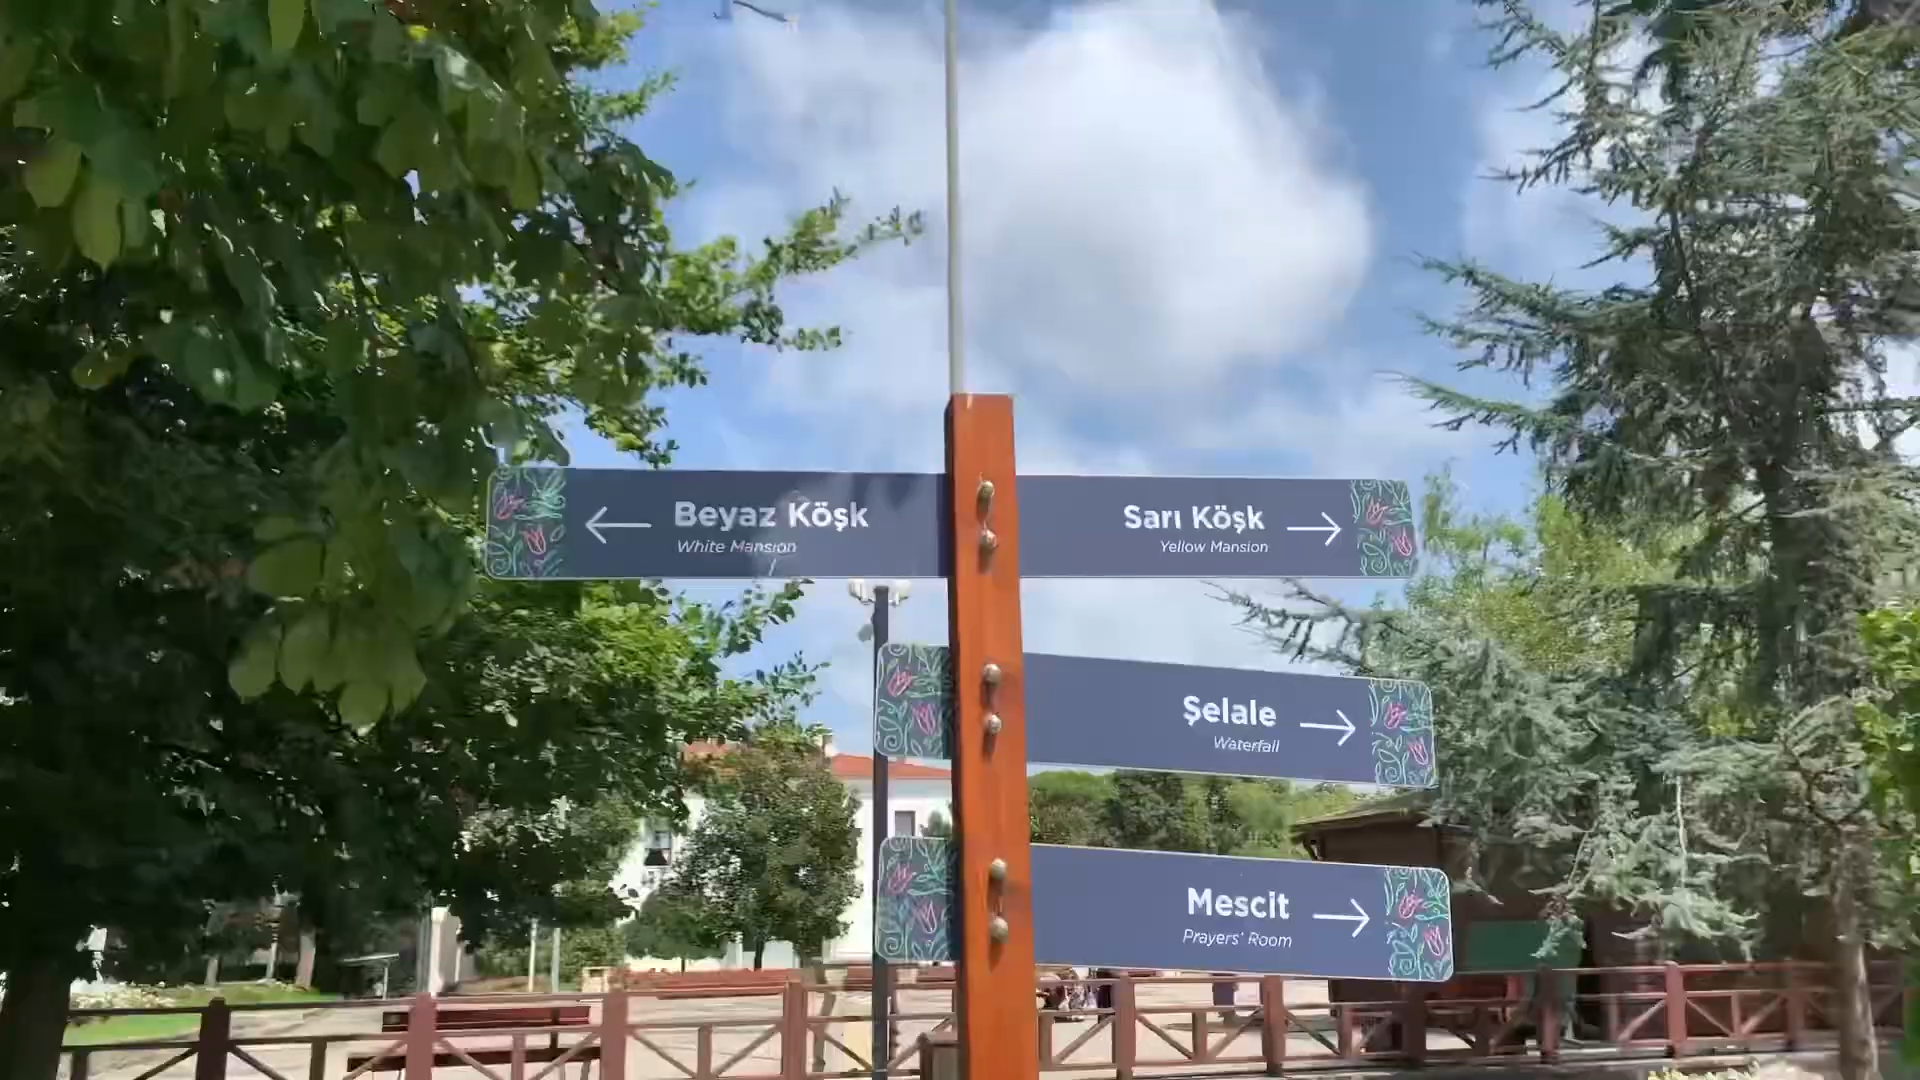 Beyaz Köşk
White Mansion
Sarı Köşk
Yellow Mansion
Şelale
Waterfall
Mescit
Prayers' Room